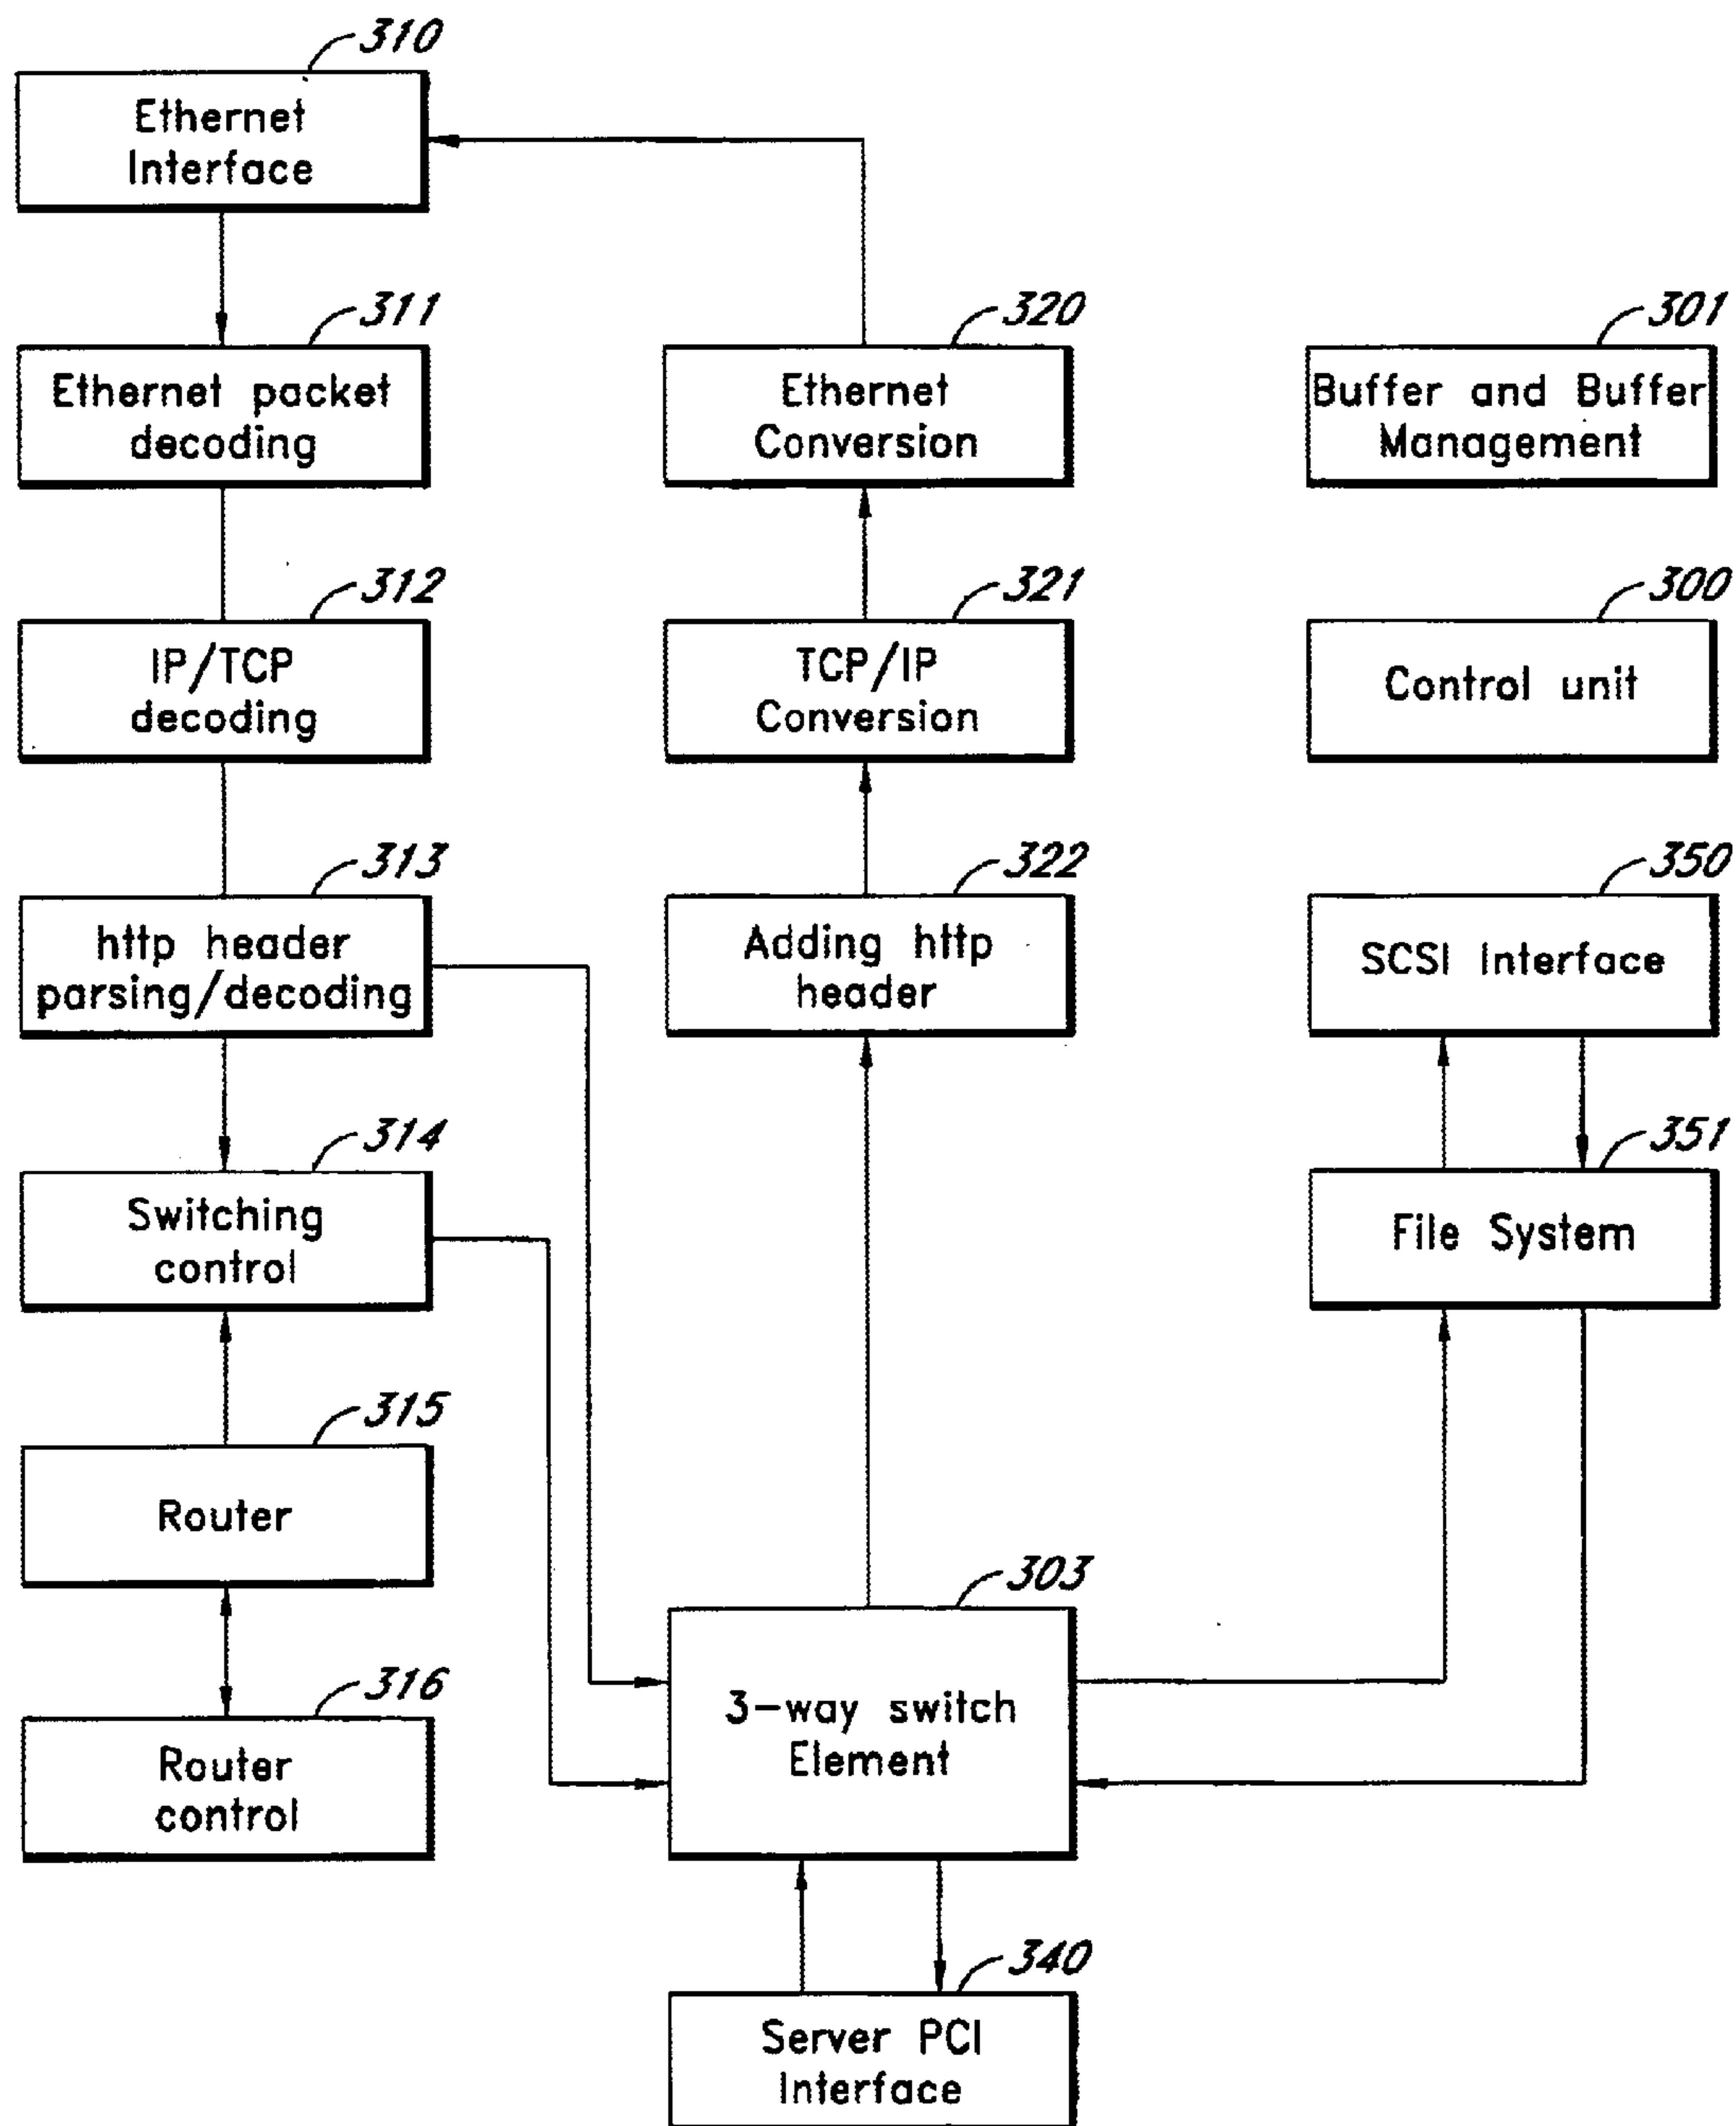 310
Ethernet
Interface
311
Ethernet packet
decoding
320
Ethernet
Conversion
301
Buffer and Buffer
Management
312
IP/TCP
decoding
321
TCP/IP
Conversion
300
Control unit
313
http header
parsing/decoding
322
Adding http
header
350
SCSI Interface
314
Switching
control
351
File System
315
Router
303
3-way switch
Element
316
Router
control
340
Server PCI
Interface